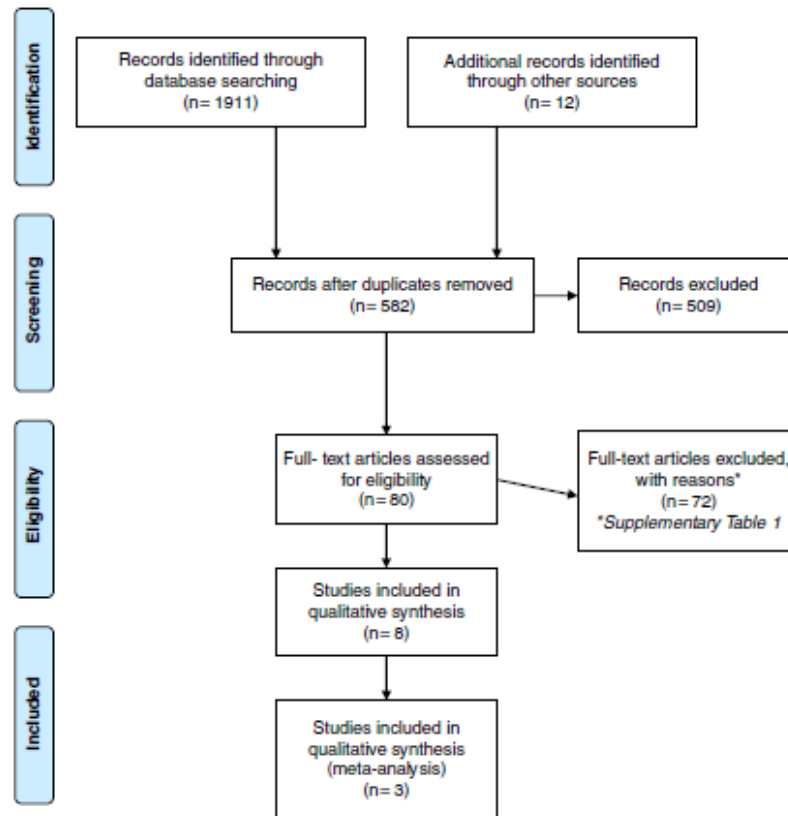 Identification
Records identified through
database searching
(n= 1911)
Additional records identified
through other sources
(n= 12)
Screening
Records after duplicates removed
(n= 582)
Records excluded
(n= 509)
Eligibility
Full- text articles assessed
for eligibility
(n= 80)
Full-text articles excluded,
with reasons*
(n= 72)
*Supplementary Table 1
Studies included in
qualitative synthesis
(n= 8)
Included
Studies included in
qualitative synthesis
(meta-analysis)
(n= 3)